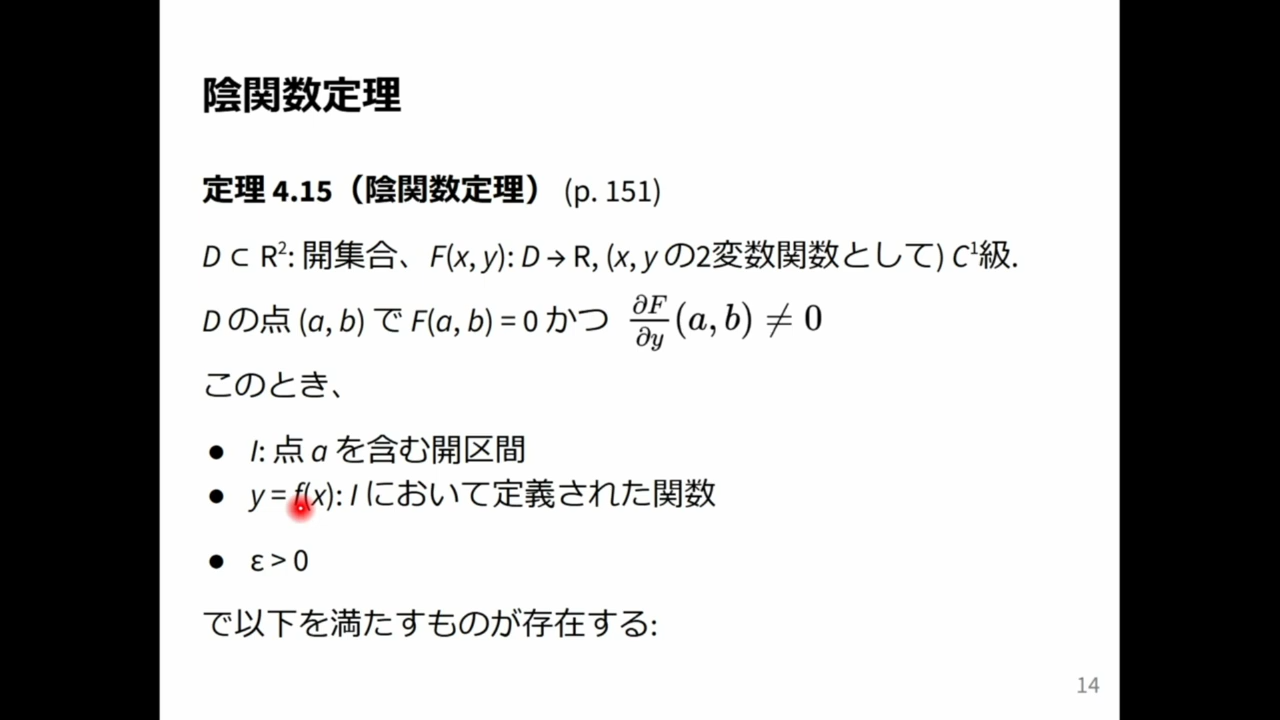 陰関数定理
定理 4.15（陰関数定理） (p. 151)
D ⊂ R²: 開集合、F(x, y): D → R, (x, y の2変数関数として) C¹級.
D の点 (a, b) で F(a, b) = 0 かつ ∂F/∂y (a, b) ≠ 0
このとき、
● I: 点 a を含む開区間
● y = f(x): I において定義された関数
● ε > 0
で以下を満たすものが存在する:
14